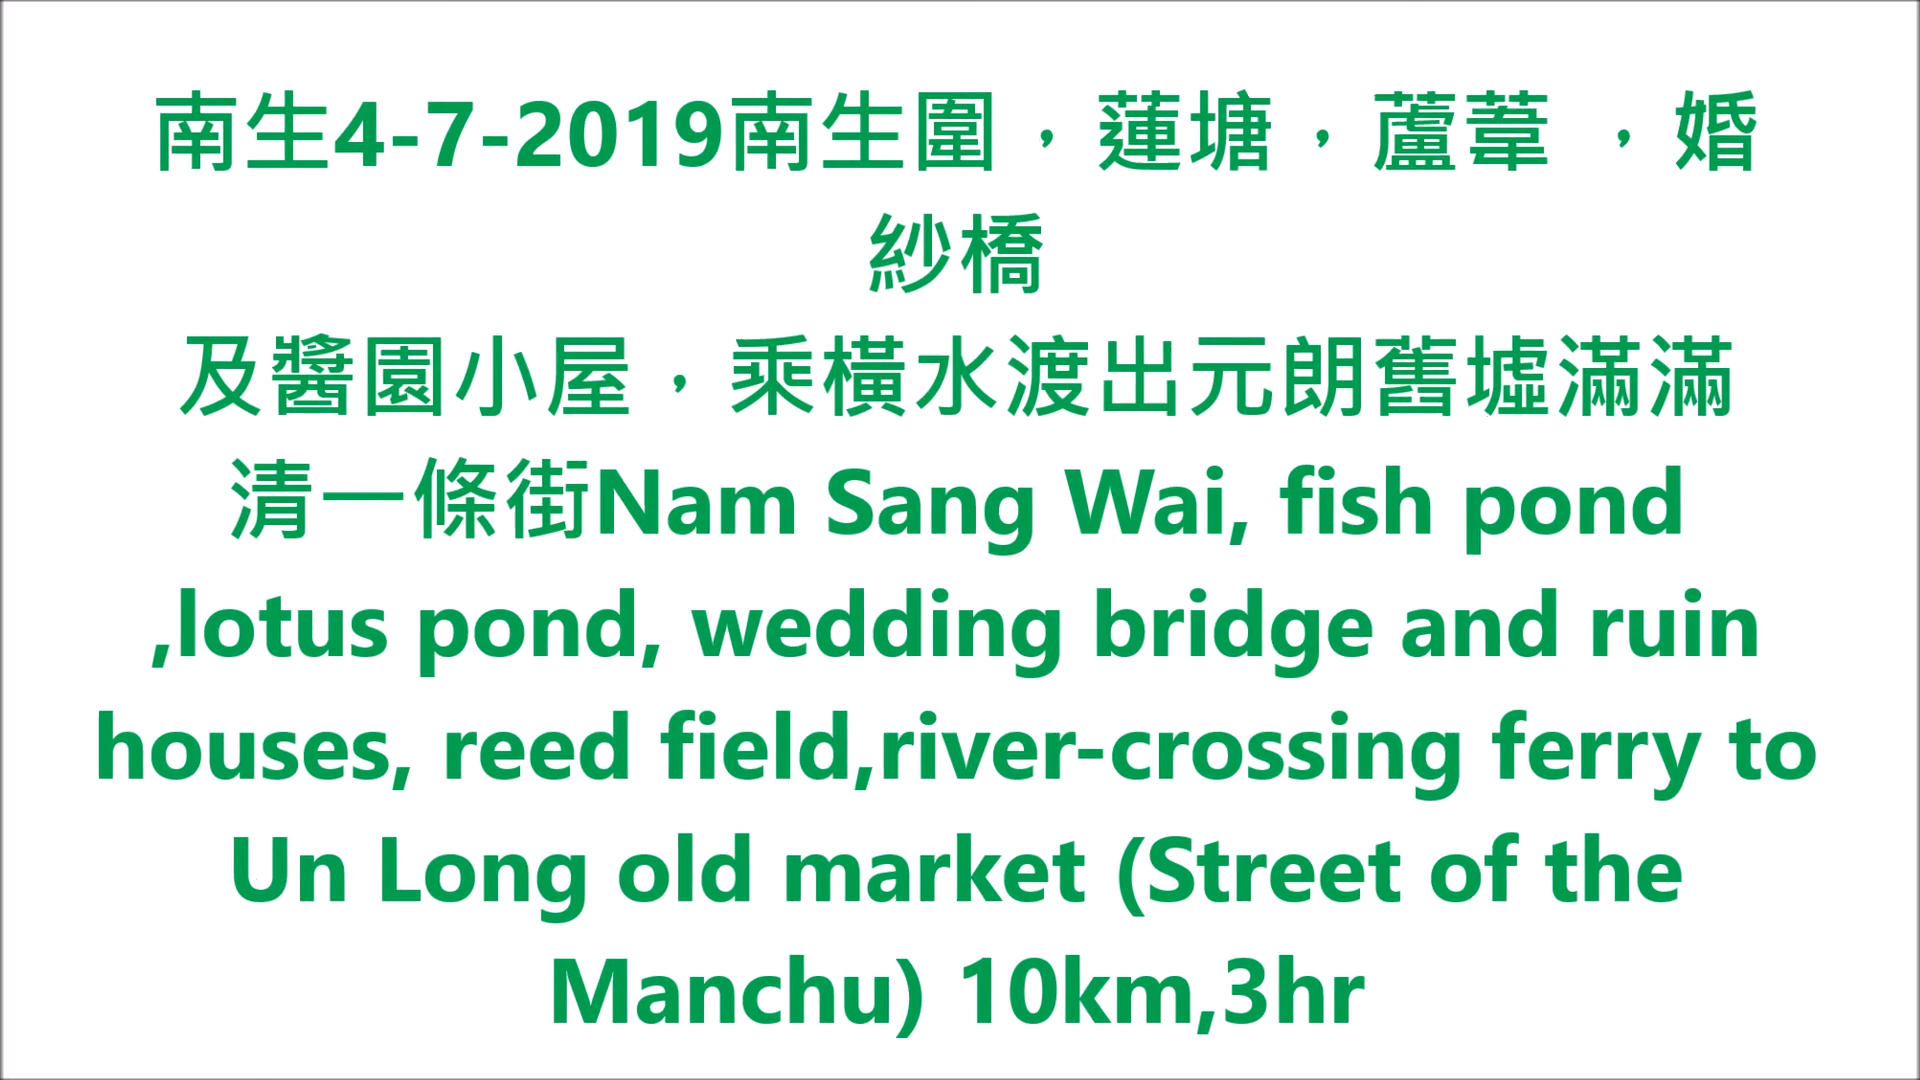 南生4-7-2019南生圍，蓮塘，蘆葦 ，婚
紗橋
及醬園小屋，乘橫水渡出元朗舊墟滿滿
清一條街Nam Sang Wai, fish pond
,lotus pond, wedding bridge and ruin
houses, reed field,river-crossing ferry to
Un Long old market (Street of the
Manchu) 10km,3hr